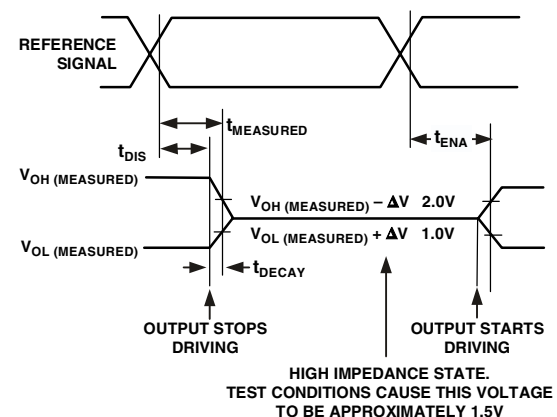 REFERENCE
SIGNAL
tMEASURED
tDIS
tENA
VOH (MEASURED)
VOH (MEASURED) – ΔV 2.0V
VOL (MEASURED) + ΔV 1.0V
VOL (MEASURED)
tDECAY
OUTPUT STOPS
DRIVING
OUTPUT STARTS
DRIVING
HIGH IMPEDANCE STATE.
TEST CONDITIONS CAUSE THIS VOLTAGE
TO BE APPROXIMATELY 1.5V